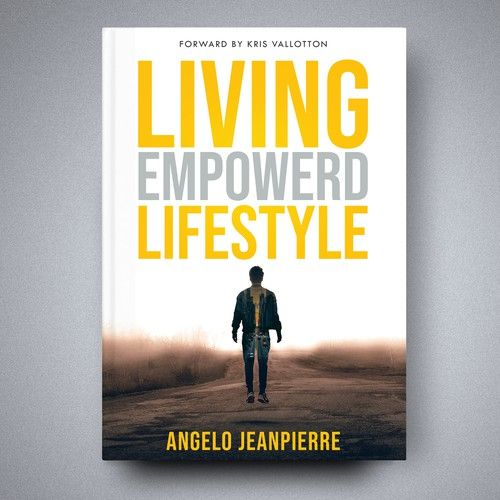 FORWARD BY KRIS VALLOTTON
LIVING
EMPOWERD
LIFESTYLE
ANGELO JEANPIERRE